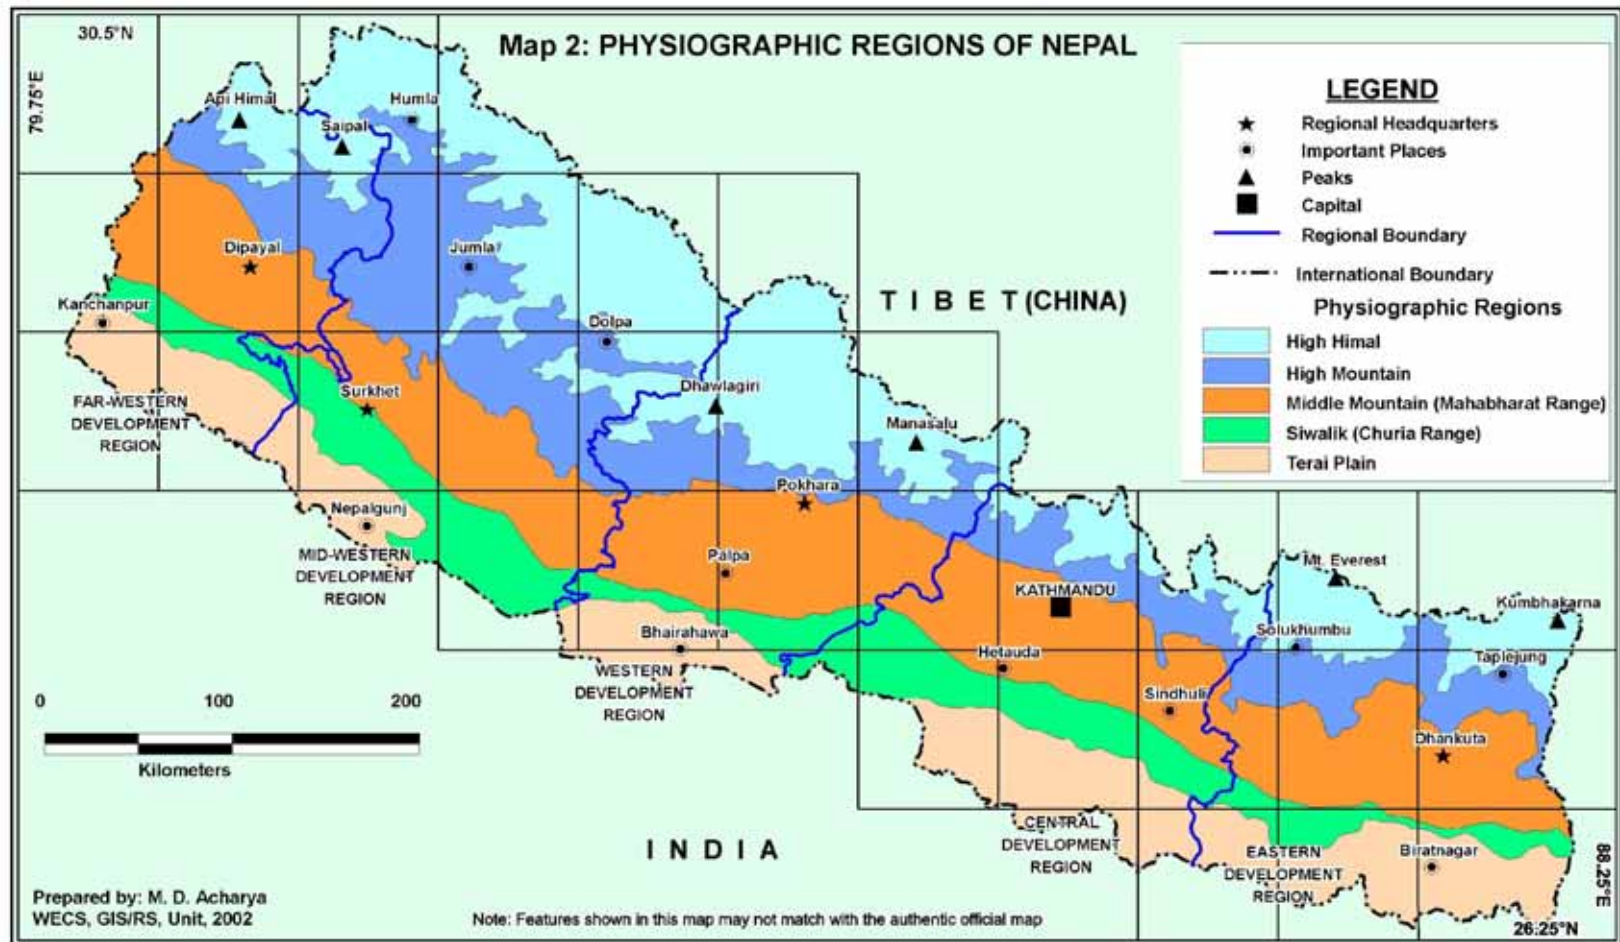 30.5°N
79.75°E
Map 2: PHYSIOGRAPHIC REGIONS OF NEPAL
LEGEND
Regional Headquarters
Important Places
Peaks
Capital
Regional Boundary
International Boundary
Physiographic Regions
High Himal
High Mountain
Middle Mountain (Mahabharat Range)
Siwalik (Churia Range)
Terai Plain
Api Himal
Humla
Saipal
Dipayal
Jumla
Kanchanpur
TIBET (CHINA)
Dolpa
Surkhet
Dhawlagiri
FAR-WESTERN
DEVELOPMENT
REGION
Manasalu
Pokhara
Nepalgunj
MID-WESTERN
DEVELOPMENT
REGION
Palpa
Mt. Everest
KATHMANDU
Kumbhakarna
Bhairahawa
Hetauda
Solukhumbu
Taplejung
WESTERN
DEVELOPMENT
REGION
Sindhuli
Dhankuta
0 100 200
Kilometers
CENTRAL
DEVELOPMENT
REGION
INDIA
EASTERN
DEVELOPMENT
REGION
Biratnagar
88.25°E
Prepared by: M. D. Acharya
WECS, GIS/RS, Unit, 2002
Note: Features shown in this map may not match with the authentic official map
26:25°N